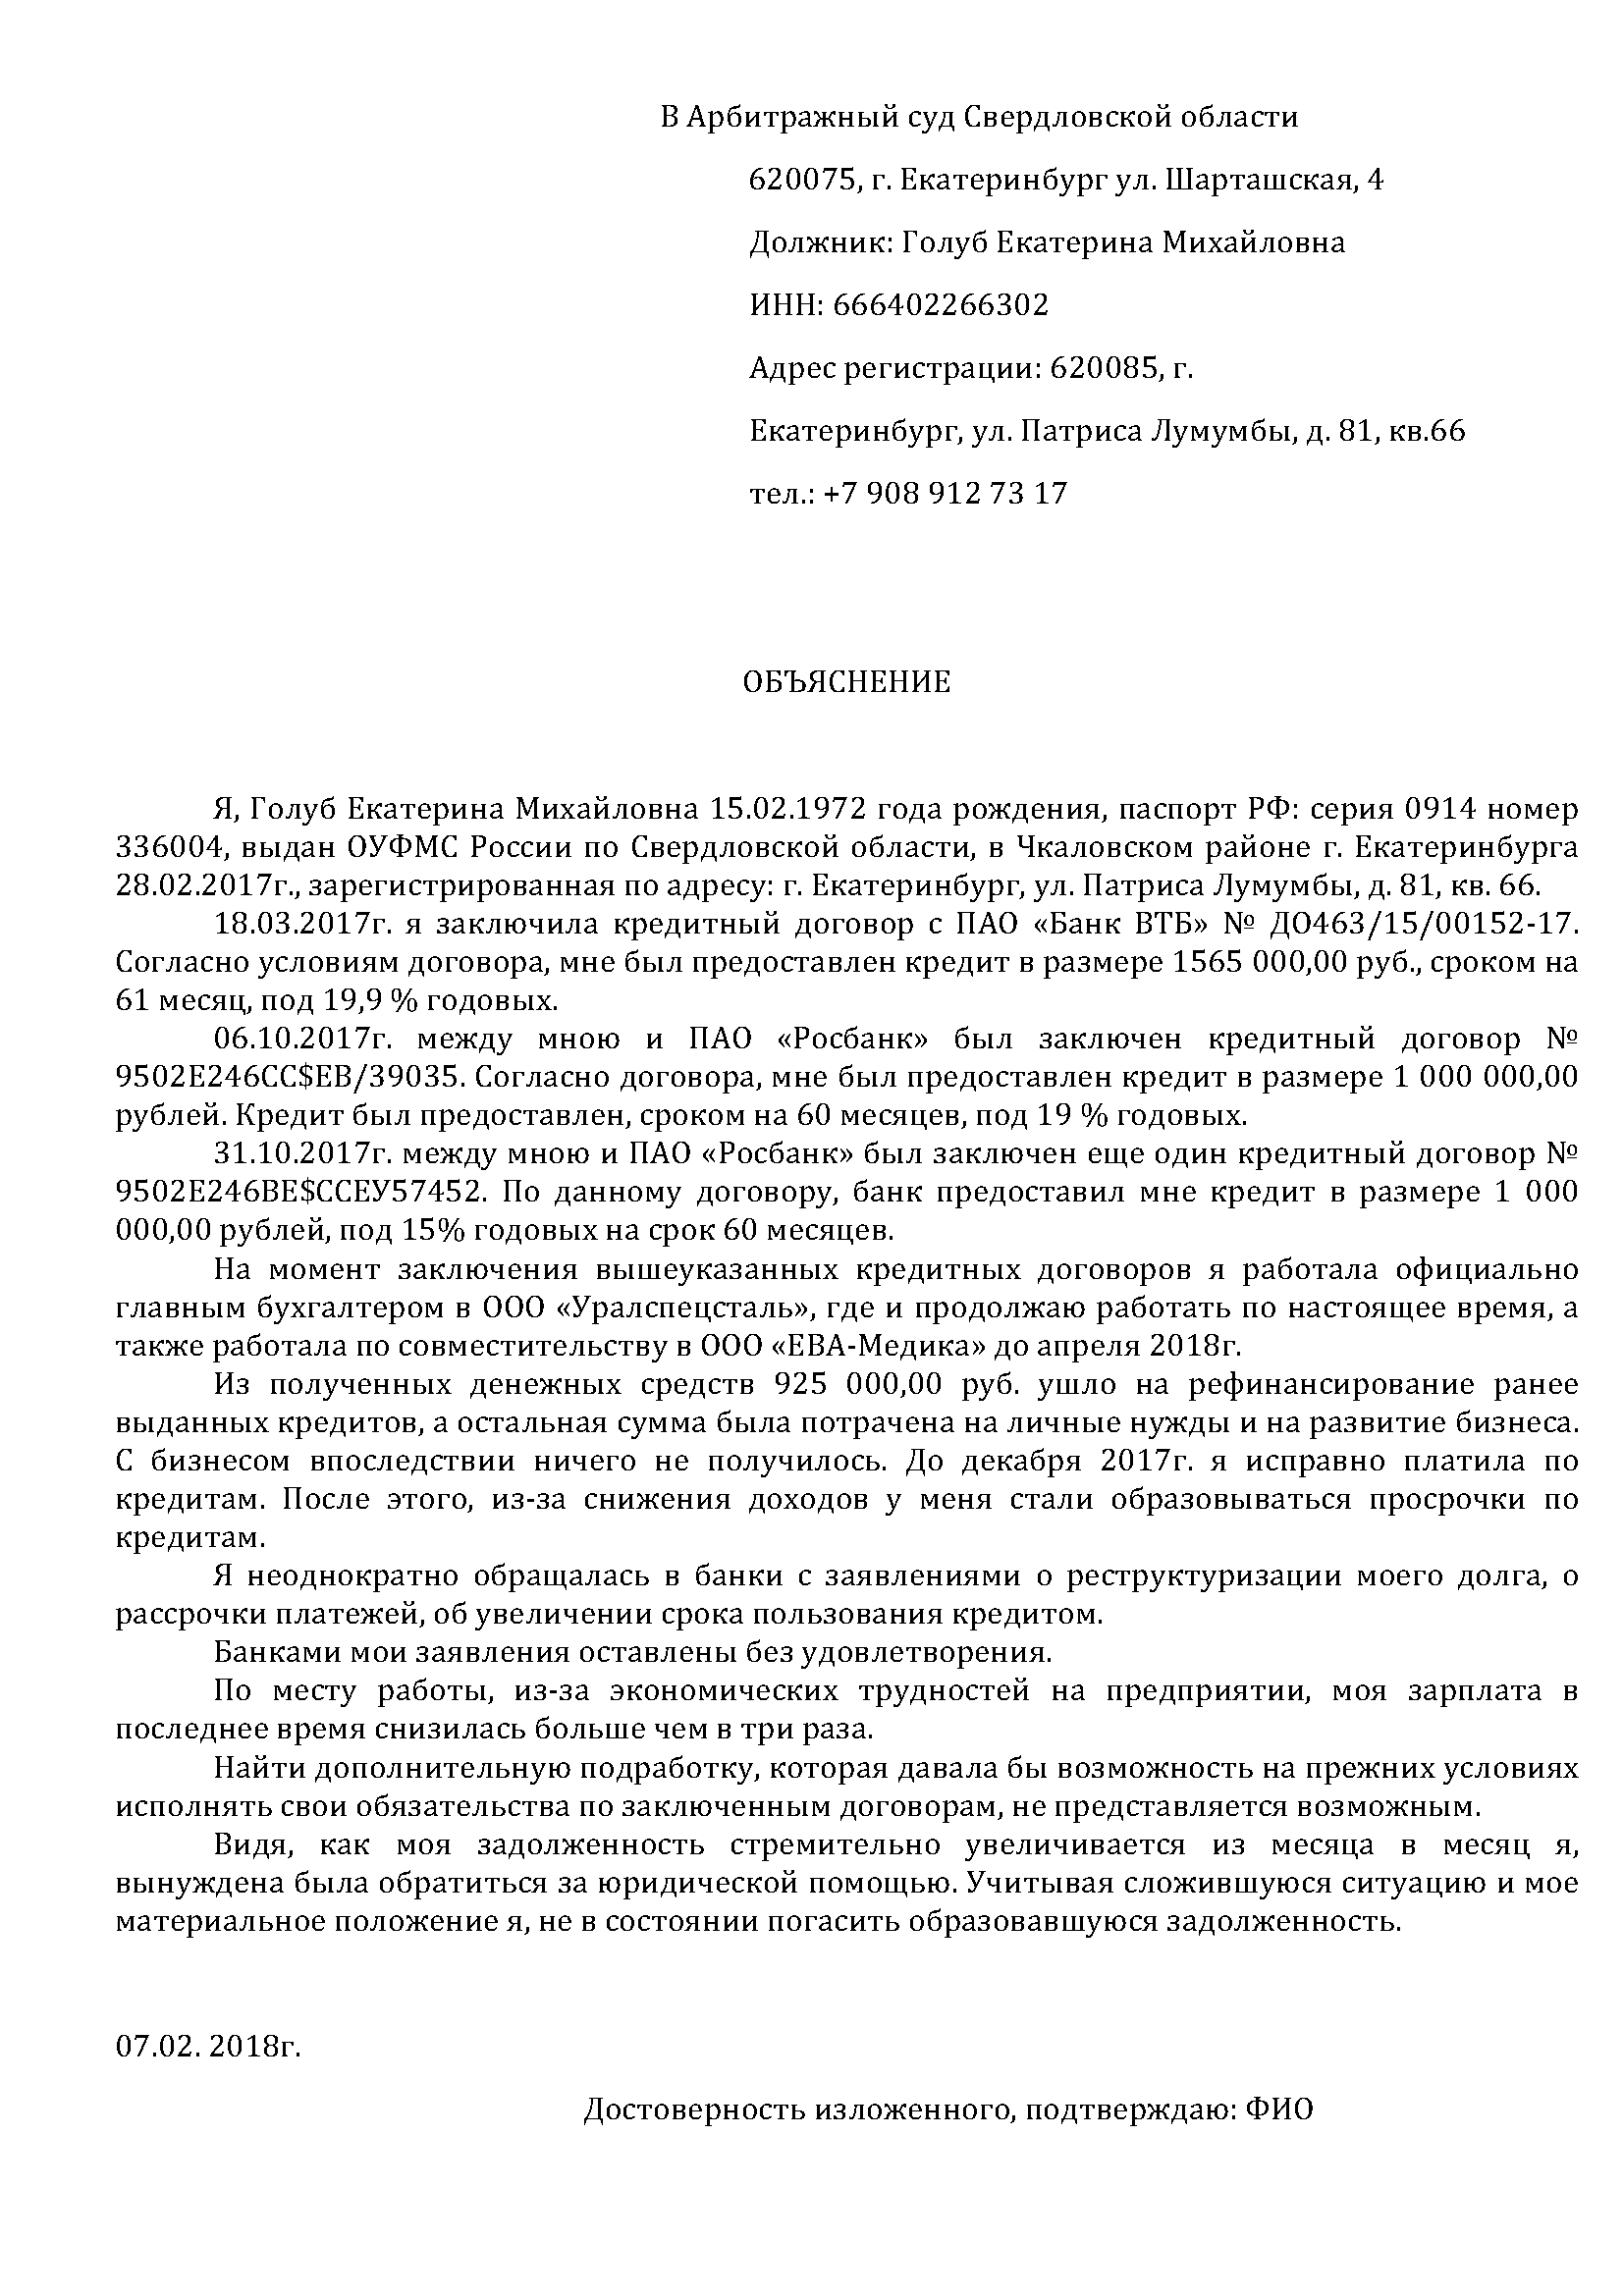 В Арбитражный суд Свердловской области
620075, г. Екатеринбург ул. Шарташская, 4
Должник: Голуб Екатерина Михайловна
ИНН: 666402266302
Адрес регистрации: 620085, г.
Екатеринбург, ул. Патриса Лумумбы, д. 81, кв.66
тел.: +7 908 912 73 17
ОБЪЯСНЕНИЕ
Я, Голуб Екатерина Михайловна 15.02.1972 года рождения, паспорт РФ: серия 0914 номер
336004, выдан ОУФМС России по Свердловской области, в Чкаловском районе г. Екатеринбурга
28.02.2017г., зарегистрированная по адресу: г. Екатеринбург, ул. Патриса Лумумбы, д. 81, кв. 66.
18.03.2017г. я заключила кредитный договор с ПАО «Банк ВТБ» № ДО463/15/00152-17.
Согласно условиям договора, мне был предоставлен кредит в размере 1565 000,00 руб., сроком на
61 месяц, под 19,9 % годовых.
06.10.2017г. между мною и ПАО «Росбанк» был заключен кредитный договор №
9502E246CC$EB/39035. Согласно договора, мне был предоставлен кредит в размере 1 000 000,00
рублей. Кредит был предоставлен, сроком на 60 месяцев, под 19 % годовых.
31.10.2017г. между мною и ПАО «Росбанк» был заключен еще один кредитный договор №
9502Е246ВЕ$ССЕУ57452. По данному договору, банк предоставил мне кредит в размере 1 000
000,00 рублей, под 15% годовых на срок 60 месяцев.
На момент заключения вышеуказанных кредитных договоров я работала официально
главным бухгалтером в ООО «Уралспецсталь», где и продолжаю работать по настоящее время, а
также работала по совместительству в ООО «ЕВА-Медика» до апреля 2018г.
Из полученных денежных средств 925 000,00 руб. ушло на рефинансирование ранее
выданных кредитов, а остальная сумма была потрачена на личные нужды и на развитие бизнеса.
С бизнесом впоследствии ничего не получилось. До декабря 2017г. я исправно платила по
кредитам. После этого, из-за снижения доходов у меня стали образовываться просрочки по
кредитам.
Я неоднократно обращалась в банки с заявлениями о реструктуризации моего долга, о
рассрочки платежей, об увеличении срока пользования кредитом.
Банками мои заявления оставлены без удовлетворения.
По месту работы, из-за экономических трудностей на предприятии, моя зарплата в
последнее время снизилась больше чем в три раза.
Найти дополнительную подработку, которая давала бы возможность на прежних условиях
исполнять свои обязательства по заключенным договорам, не представляется возможным.
Видя, как моя задолженность стремительно увеличивается из месяца в месяц я,
вынуждена была обратиться за юридической помощью. Учитывая сложившуюся ситуацию и мое
материальное положение я, не в состоянии погасить образовавшуюся задолженность.
07.02. 2018г.
Достоверность изложенного, подтверждаю: ФИО